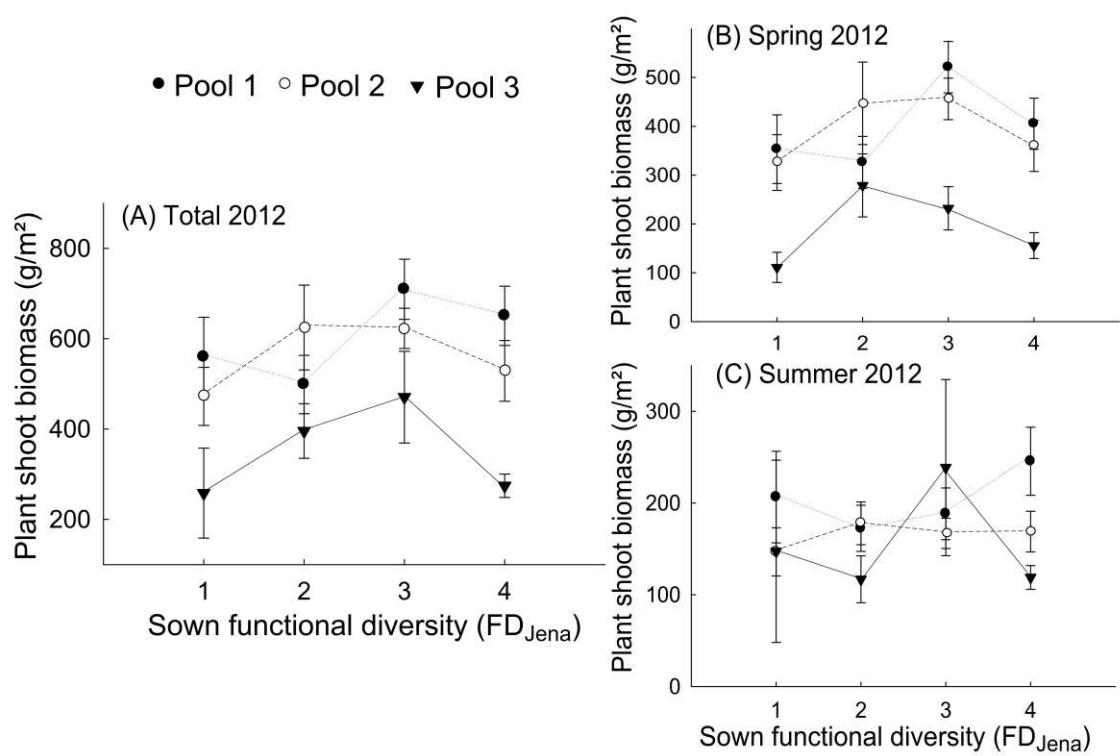 ● Pool 1 ○ Pool 2 ▼ Pool 3
(A) Total 2012
Plant shoot biomass (g/m²)
800
600
400
200
1 2 3 4
Sown functional diversity (FD_Jena)
(B) Spring 2012
Plant shoot biomass (g/m²)
500
400
300
200
100
0
1 2 3 4
(C) Summer 2012
Plant shoot biomass (g/m²)
300
200
100
0
1 2 3 4
Sown functional diversity (FD_Jena)